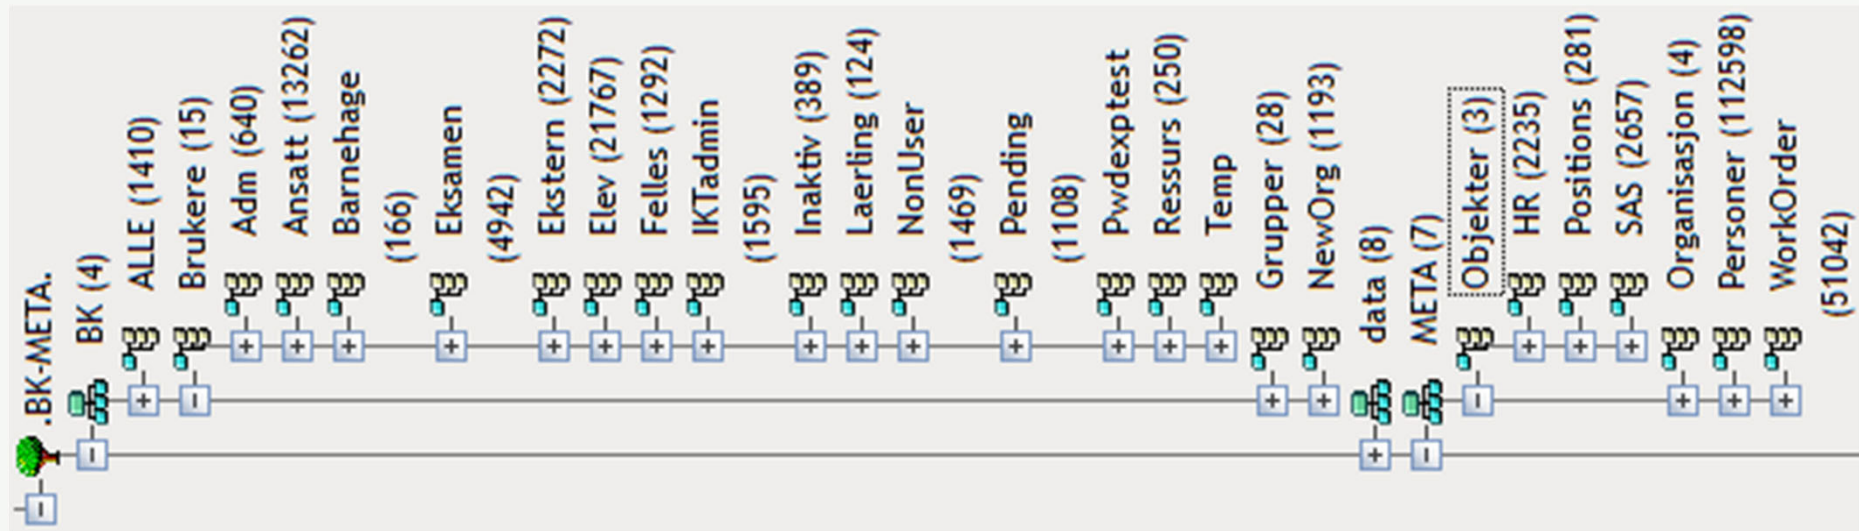 .BK-META.
BK (4)
ALLE (1410)
Brukere (15)
Adm (640)
Ansatt (13262)
Barnehage
(166)
Eksamen
(4942)
Ekstern (2272)
Elev (21767)
Felles (1292)
IKTadmin
(1595)
Inaktiv (389)
Laerling (124)
NonUser
(1469)
Pending
(1108)
Pwdexptest
Ressurs (250)
Temp
Grupper (28)
NewOrg (1193)
data (8)
META (7)
Objekter (3)
HR (2235)
Positions (281)
SAS (2657)
Organisasjon (4)
Personer (112598)
WorkOrder
(51042)